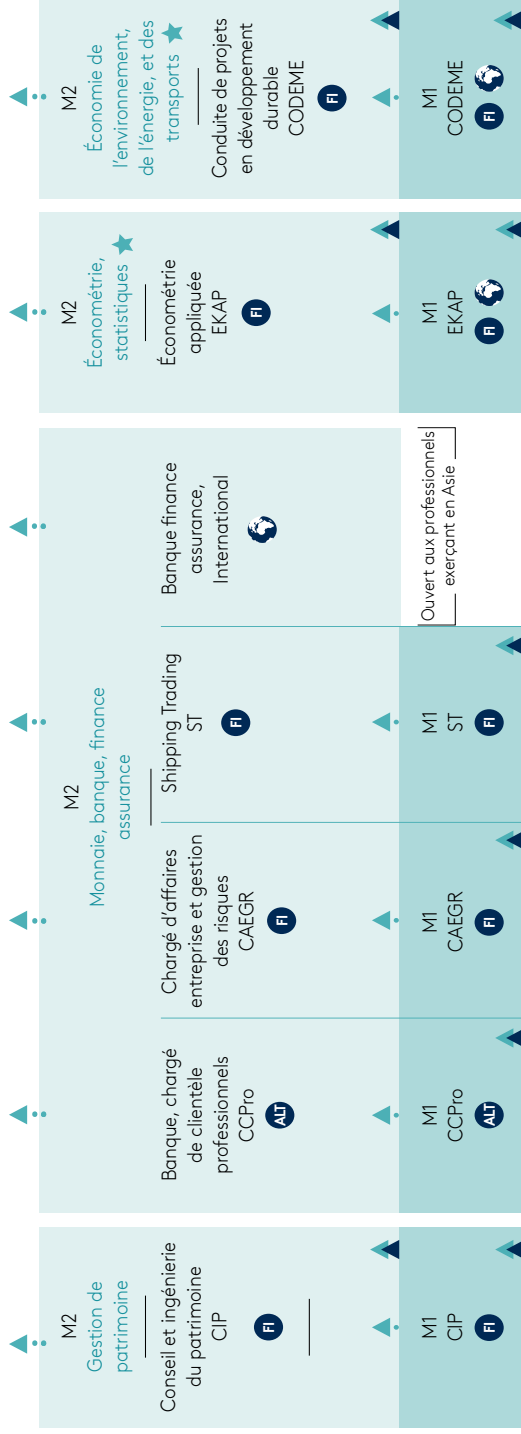 M2
Gestion de
patrimoine
Conseil et ingénierie
du patrimoine
CIP
FI
M1
CIP
FI
M2
Monnaie, banque, finance
assurance
Banque, chargé
de clientèle
professionnels
CCPro
ALT
M1
CCPro
ALT
Chargé d'affaires
entreprise et gestion
des risques
CAEGR
FI
M1
CAEGR
FI
Shipping Trading
ST
FI
M1
ST
FI
Banque finance
assurance,
International
Ouvert aux professionnels
exerçant en Asie
M2
Économétrie,
statistiques
Économétrie
appliquée
EKAP
FI
M1
EKAP
FI
M2
Économie de
l'environnement,
de l'énergie, et des
transports
Conduite de projets
en développement
durable
CODEME
FI
M1
CODEME
FI